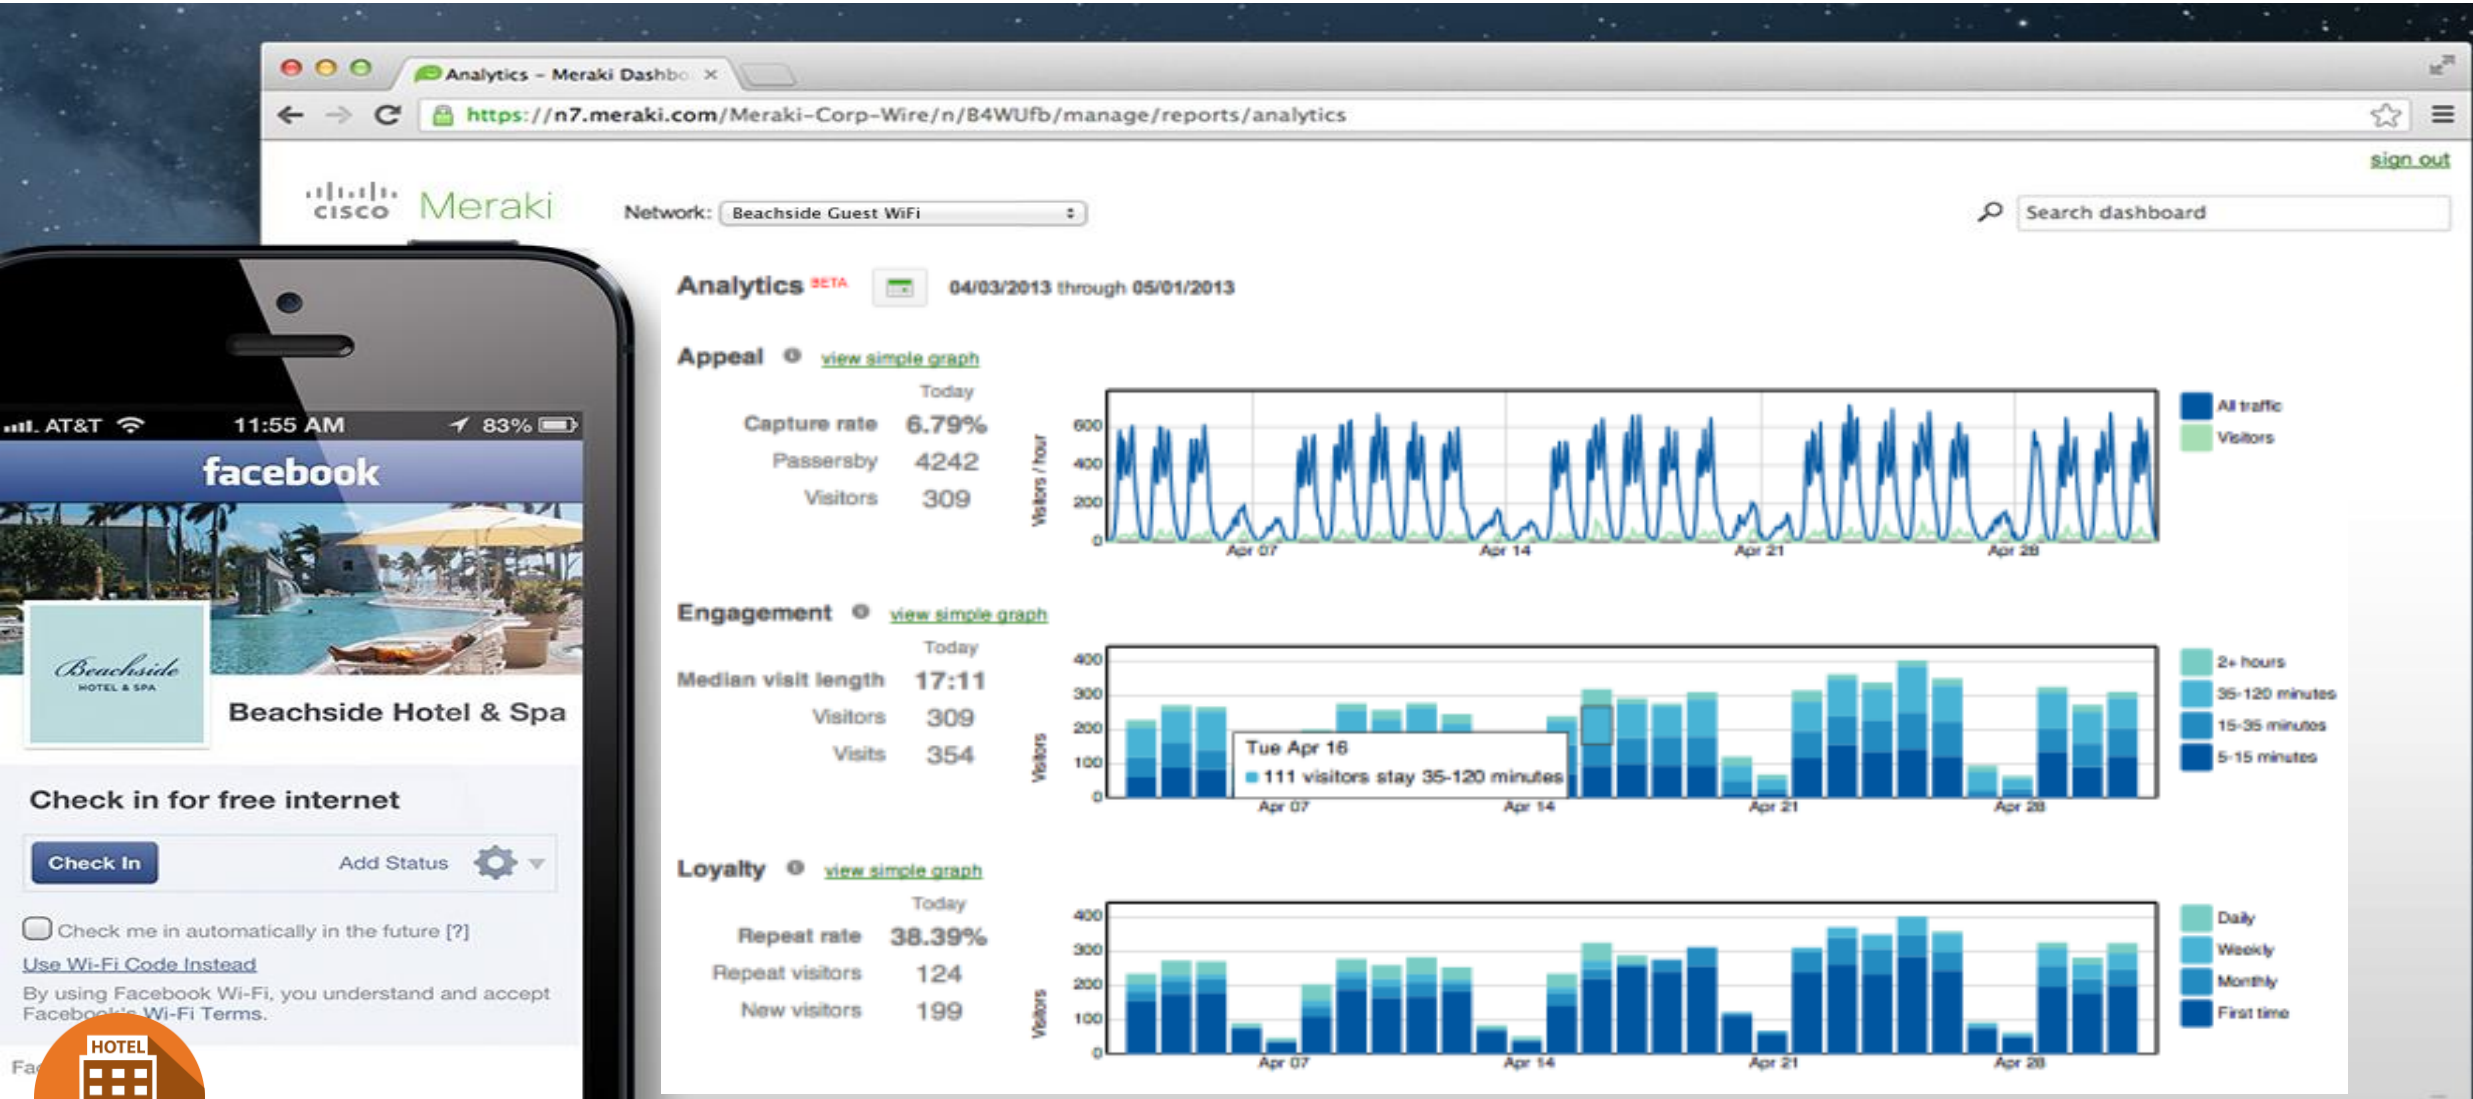 Analytics - Meraki Dashbo
https://n7.meraki.com/Meraki-Corp-Wire/n/B4WUfb/manage/reports/analytics
sign out
CISCO Meraki
Network: Beachside Guest WiFi
Search dashboard
Analytics BETA 04/03/2013 through 05/01/2013
Appeal view simple graph
Today
Capture rate 6.79%
Passersby 4242
Visitors 309
Visitors / hour
600
400
200
0
Apr 07 Apr 14 Apr 21 Apr 28
All traffic
Visitors
Engagement view simple graph
Today
Median visit length 17:11
Visitors 309
Visits 354
Visitors
400
300
200
100
0
Tue Apr 16
111 visitors stay 35-120 minutes
Apr 07 Apr 14 Apr 21 Apr 28
2+ hours
35-120 minutes
15-35 minutes
5-15 minutes
Loyalty view simple graph
Today
Repeat rate 38.39%
Repeat visitors 124
New visitors 199
Visitors
400
300
200
100
0
Apr 07 Apr 14 Apr 21 Apr 28
Daily
Weekly
Monthly
First time
AT&T 11:55 AM 83%
facebook
Beachside
HOTEL & SPA
Beachside Hotel & Spa
Check in for free internet
Check In Add Status
Check me in automatically in the future [?]
Use Wi-Fi Code Instead
By using Facebook Wi-Fi, you understand and accept
Facebook's Wi-Fi Terms.
HOTEL